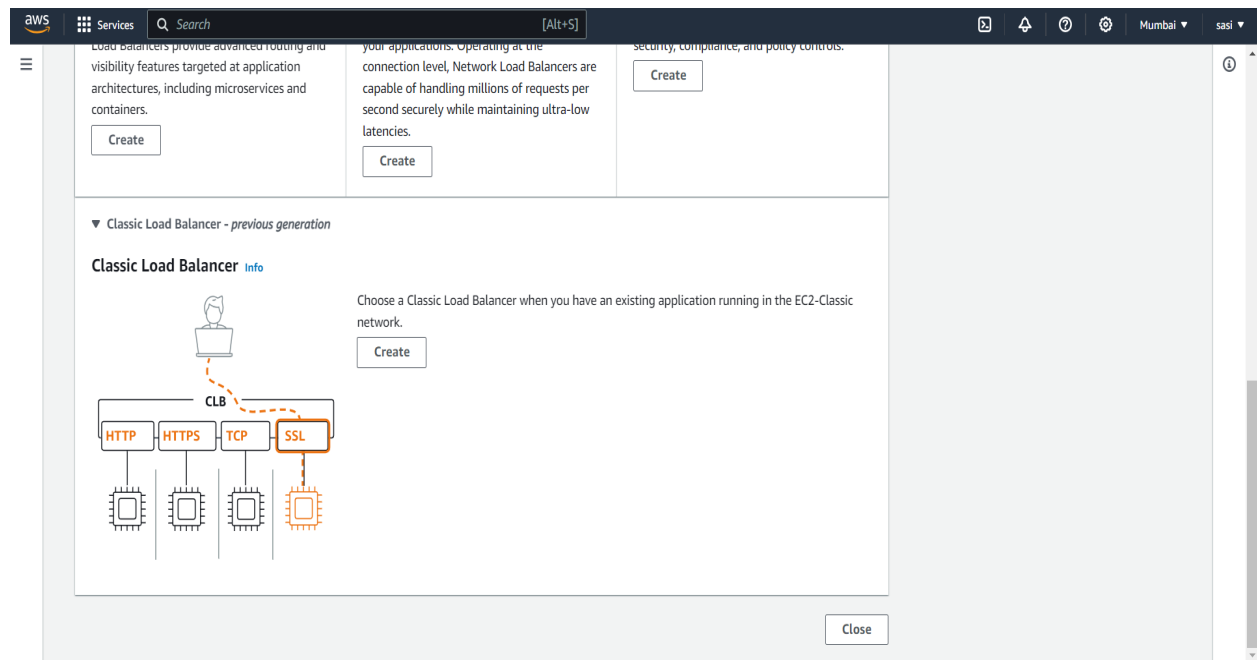 aws
Services
Search
[Alt+S]
Mumbai
sasi
Load Balancers provide advanced routing and
visibility features targeted at application
architectures, including microservices and
containers.
Create
your applications. Operating at the
connection level, Network Load Balancers are
capable of handling millions of requests per
second securely while maintaining ultra-low
latencies.
Create
security, compliance, and policy controls.
Create
Classic Load Balancer - previous generation
Classic Load Balancer Info
Choose a Classic Load Balancer when you have an existing application running in the EC2-Classic
network.
Create
CLB
HTTP
HTTPS
TCP
SSL
Close